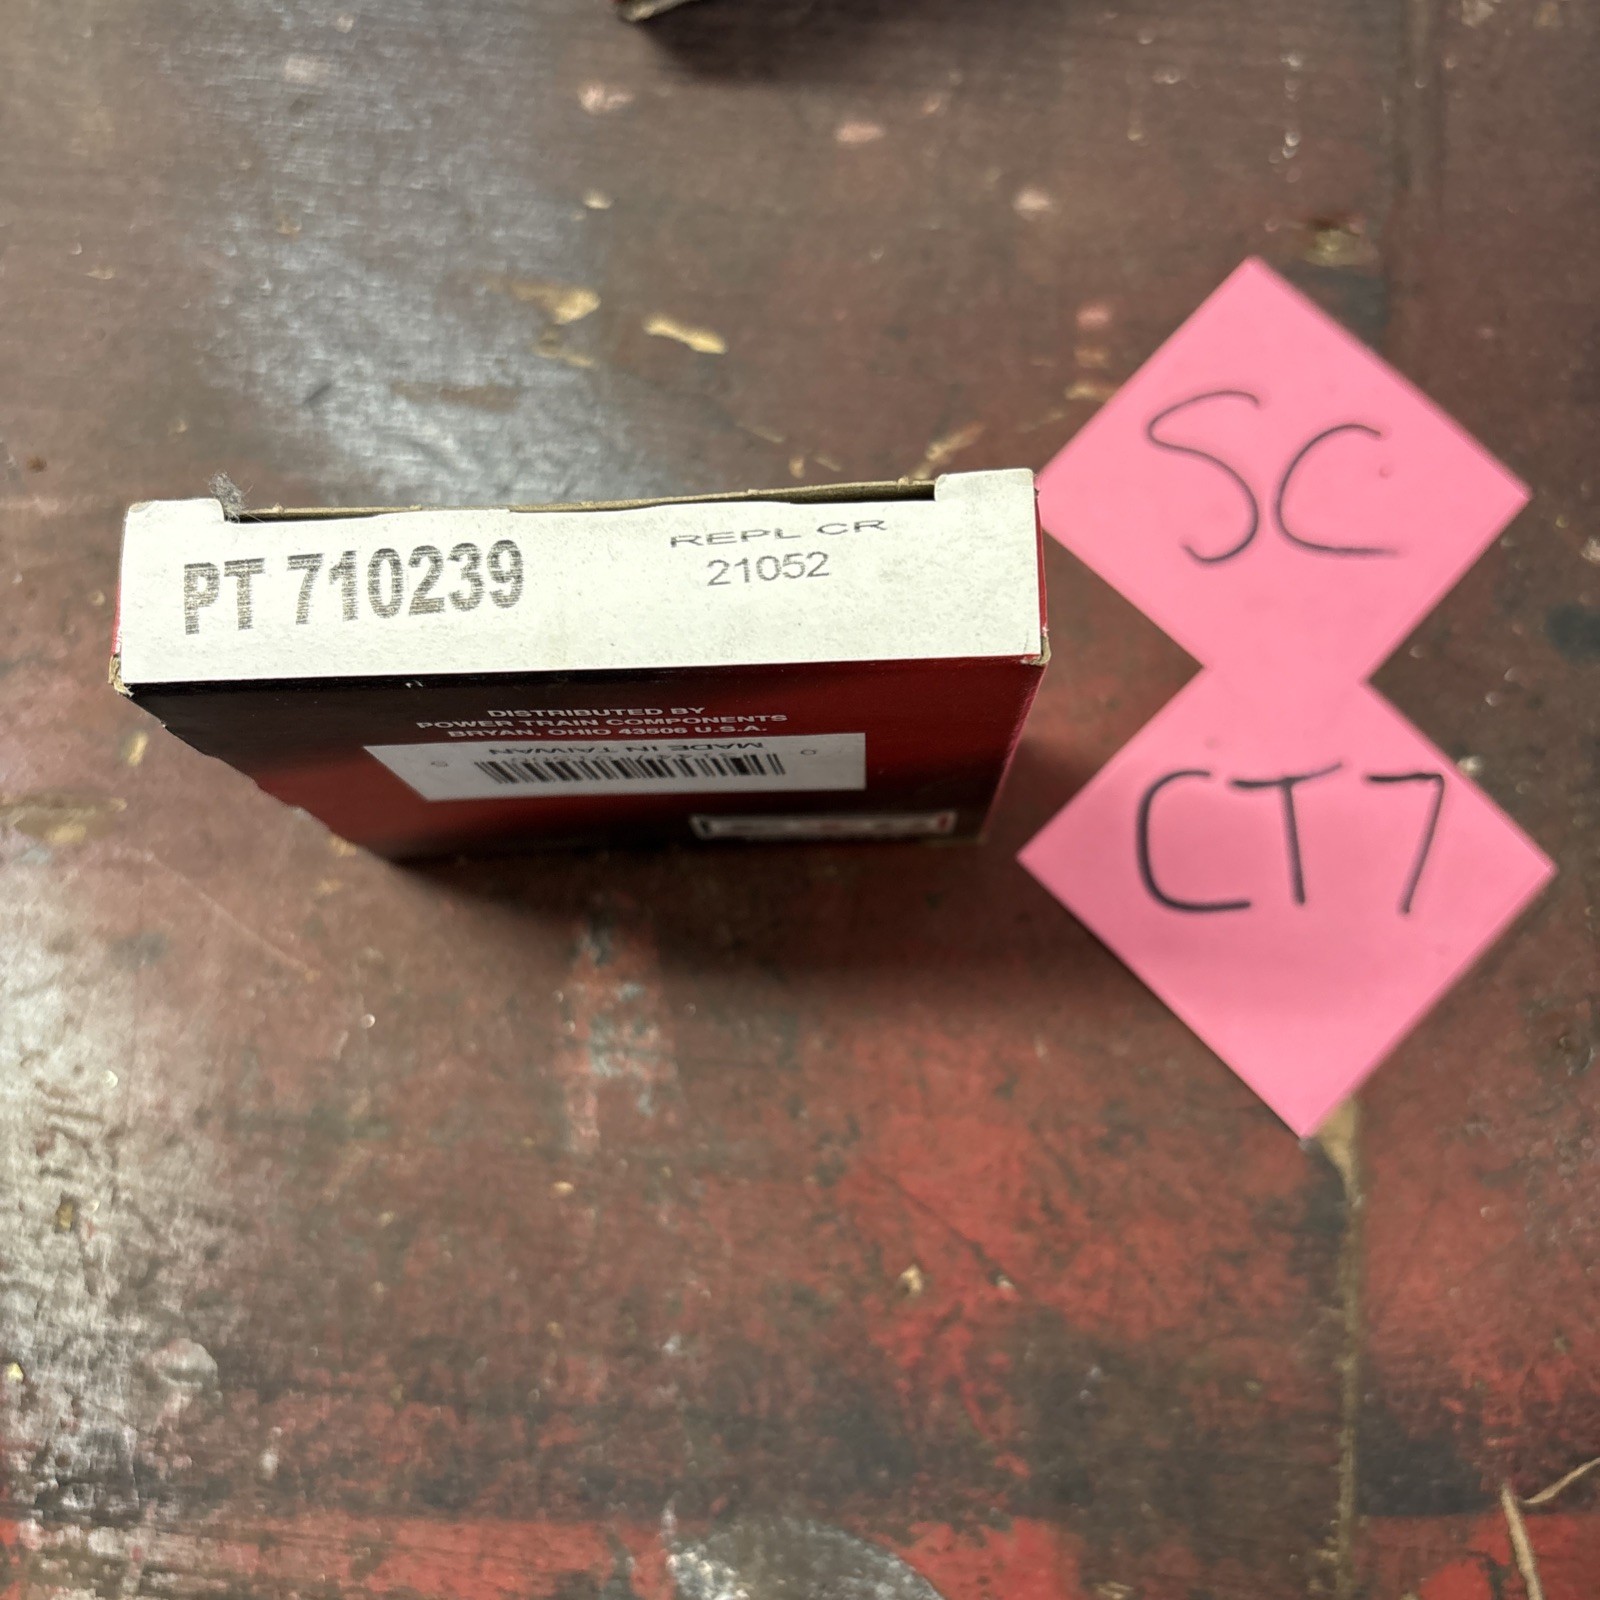 PT 710239
REPL CR
21052
DISTRIBUTED BY
POWER TRAIN COMPONENTS
BRYAN, OHIO 43506 U.S.A.
MADE IN TAIWAN
SC
CT7